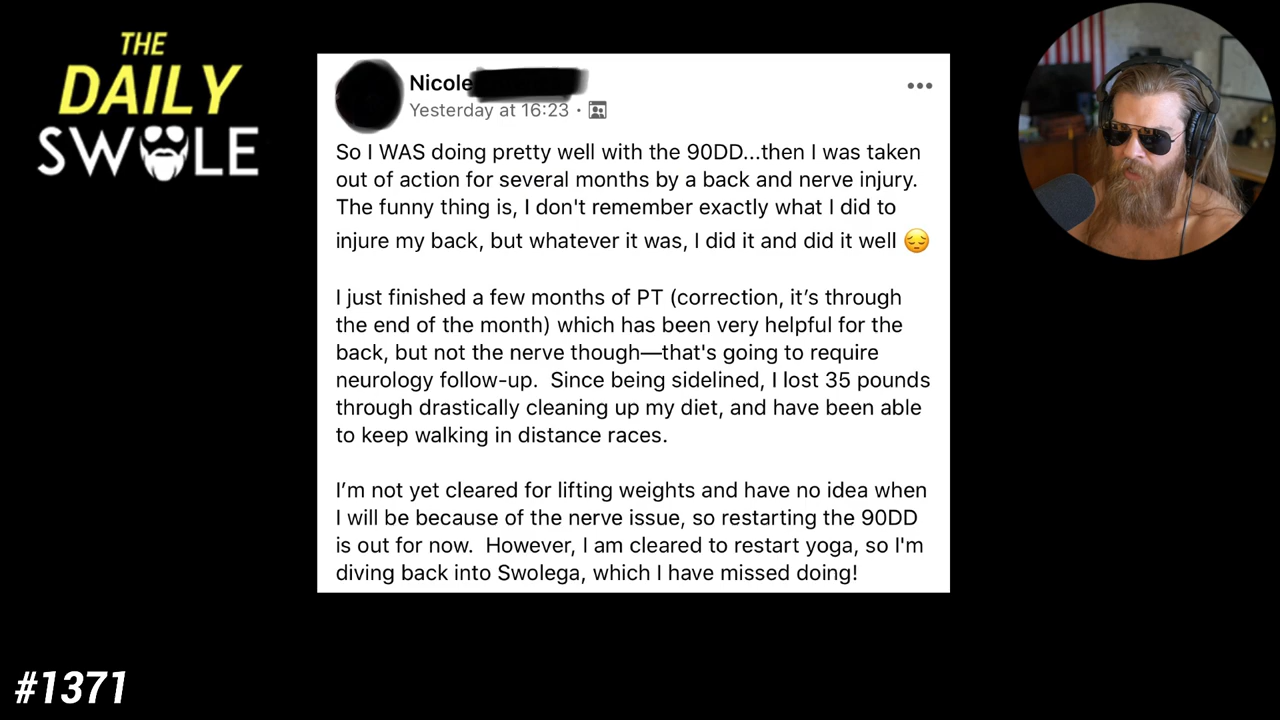 THE
DAILY
SWOLE
Nicole
Yesterday at 16:23 ·
So I WAS doing pretty well with the 90DD...then I was taken
out of action for several months by a back and nerve injury.
The funny thing is, I don't remember exactly what I did to
injure my back, but whatever it was, I did it and did it well 😔
I just finished a few months of PT (correction, it’s through
the end of the month) which has been very helpful for the
back, but not the nerve though—that's going to require
neurology follow-up.  Since being sidelined, I lost 35 pounds
through drastically cleaning up my diet, and have been able
to keep walking in distance races.
I’m not yet cleared for lifting weights and have no idea when
I will be because of the nerve issue, so restarting the 90DD
is out for now.  However, I am cleared to restart yoga, so I'm
diving back into Swolega, which I have missed doing!
#1371